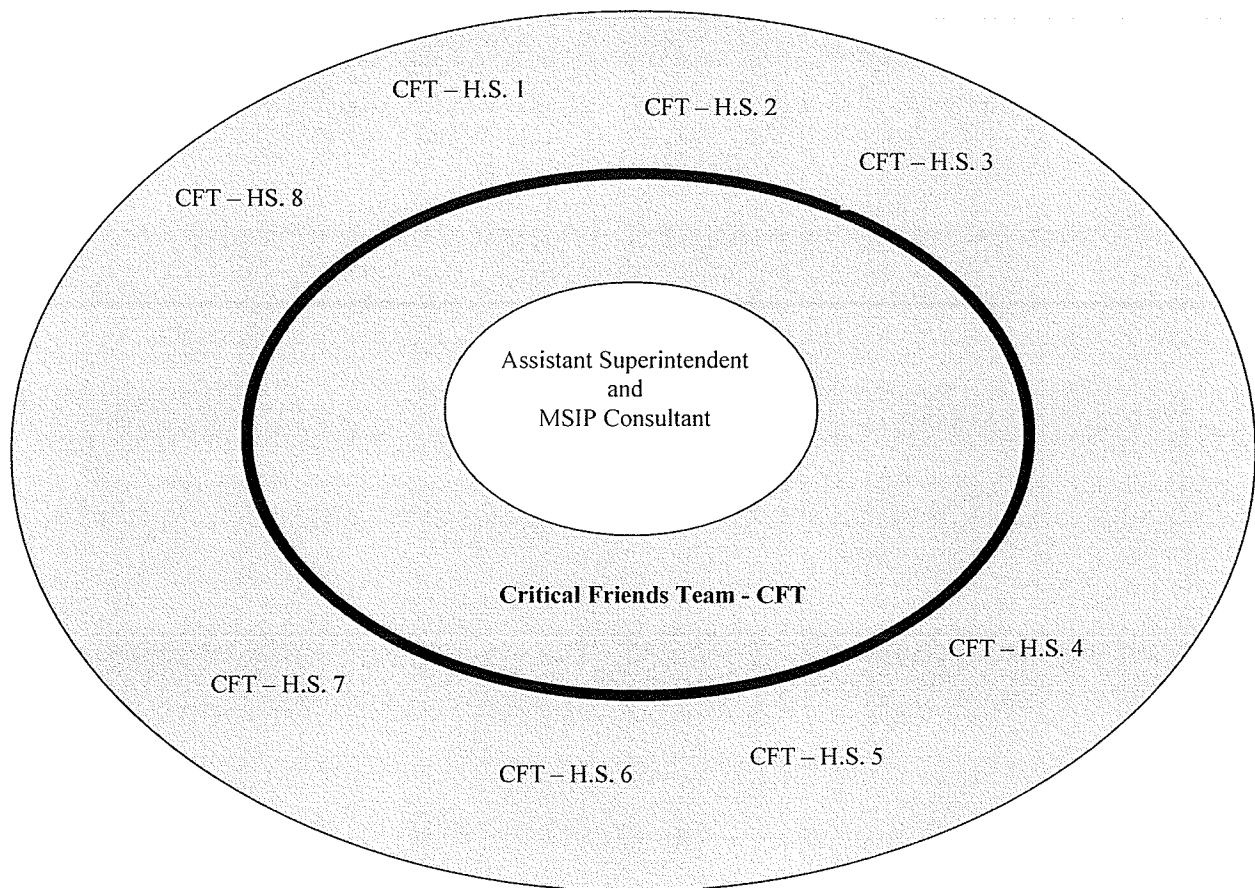 CFT – H.S. 1
CFT – H.S. 2
CFT – H.S. 3
CFT – HS. 8
Assistant Superintendent
and
MSIP Consultant
Critical Friends Team - CFT
CFT – H.S. 4
CFT – H.S. 7
CFT – H.S. 5
CFT – H.S. 6